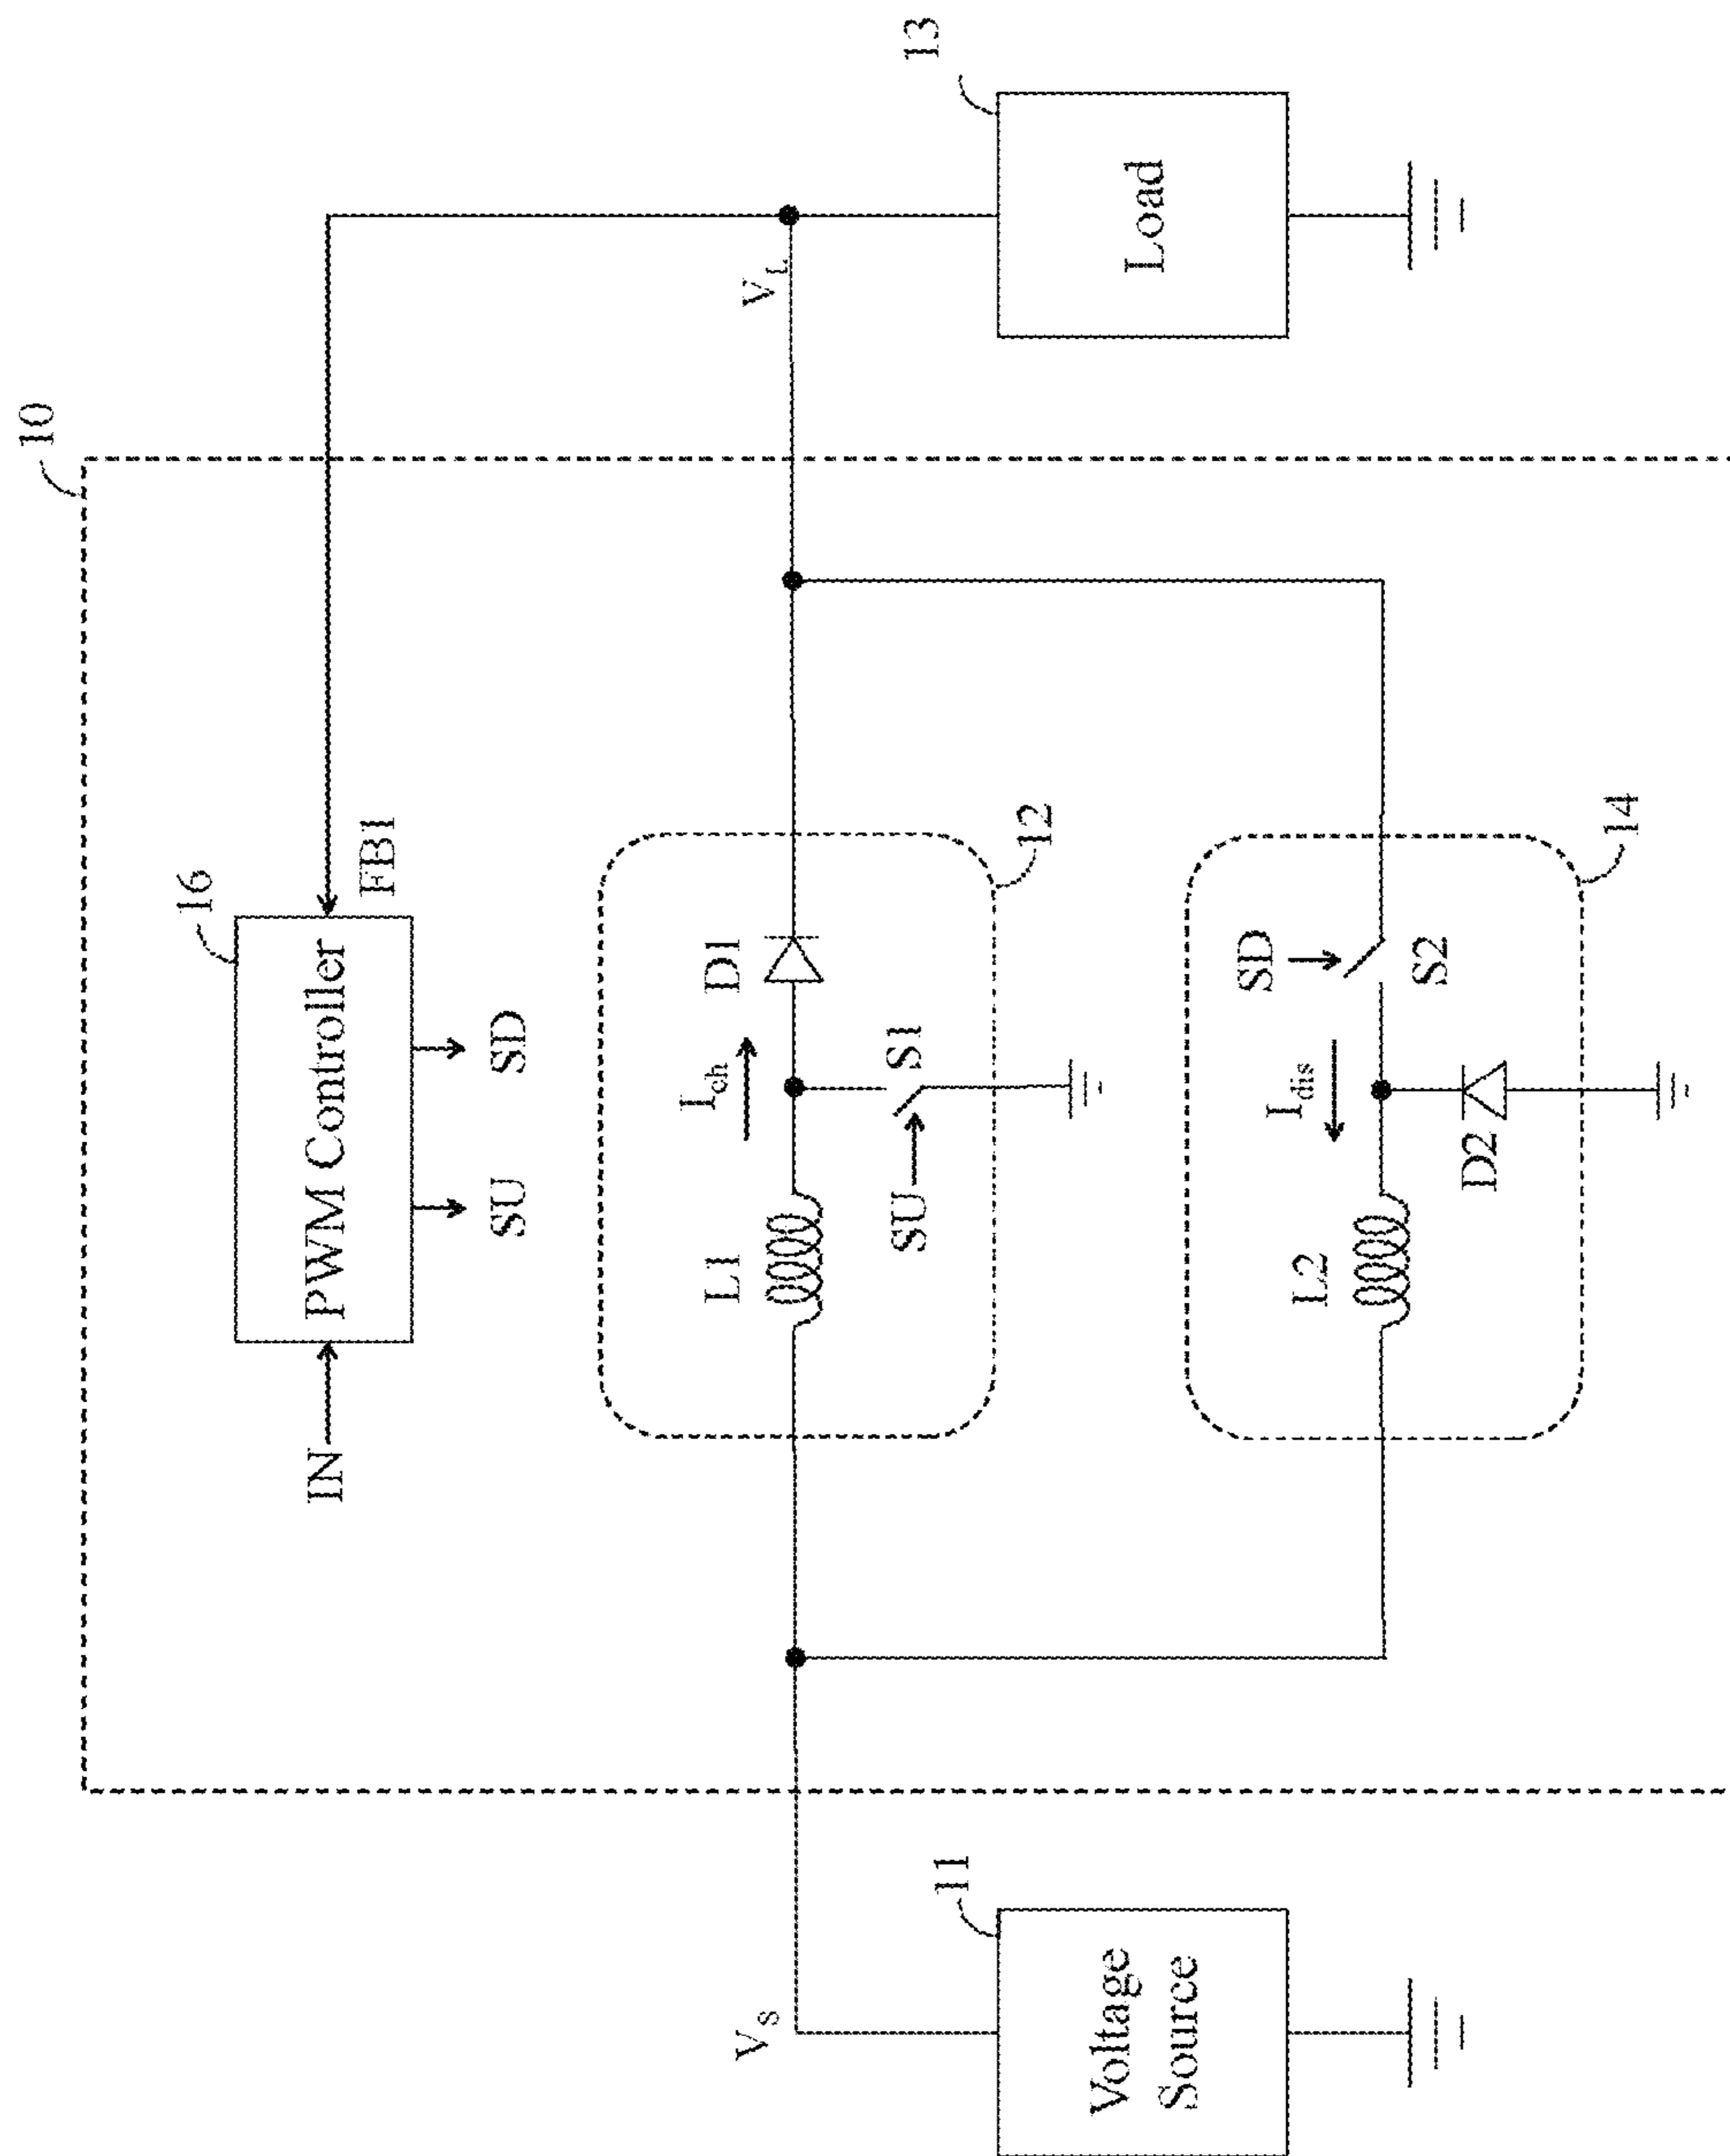 10
16
PWM Controller
IN
FB1
SU
SD
V_S
V_L
L1
I_ch
D1
SU
S1
12
11
Voltage
Source
13
Load
L2
I_dis
SD
D2
S2
14